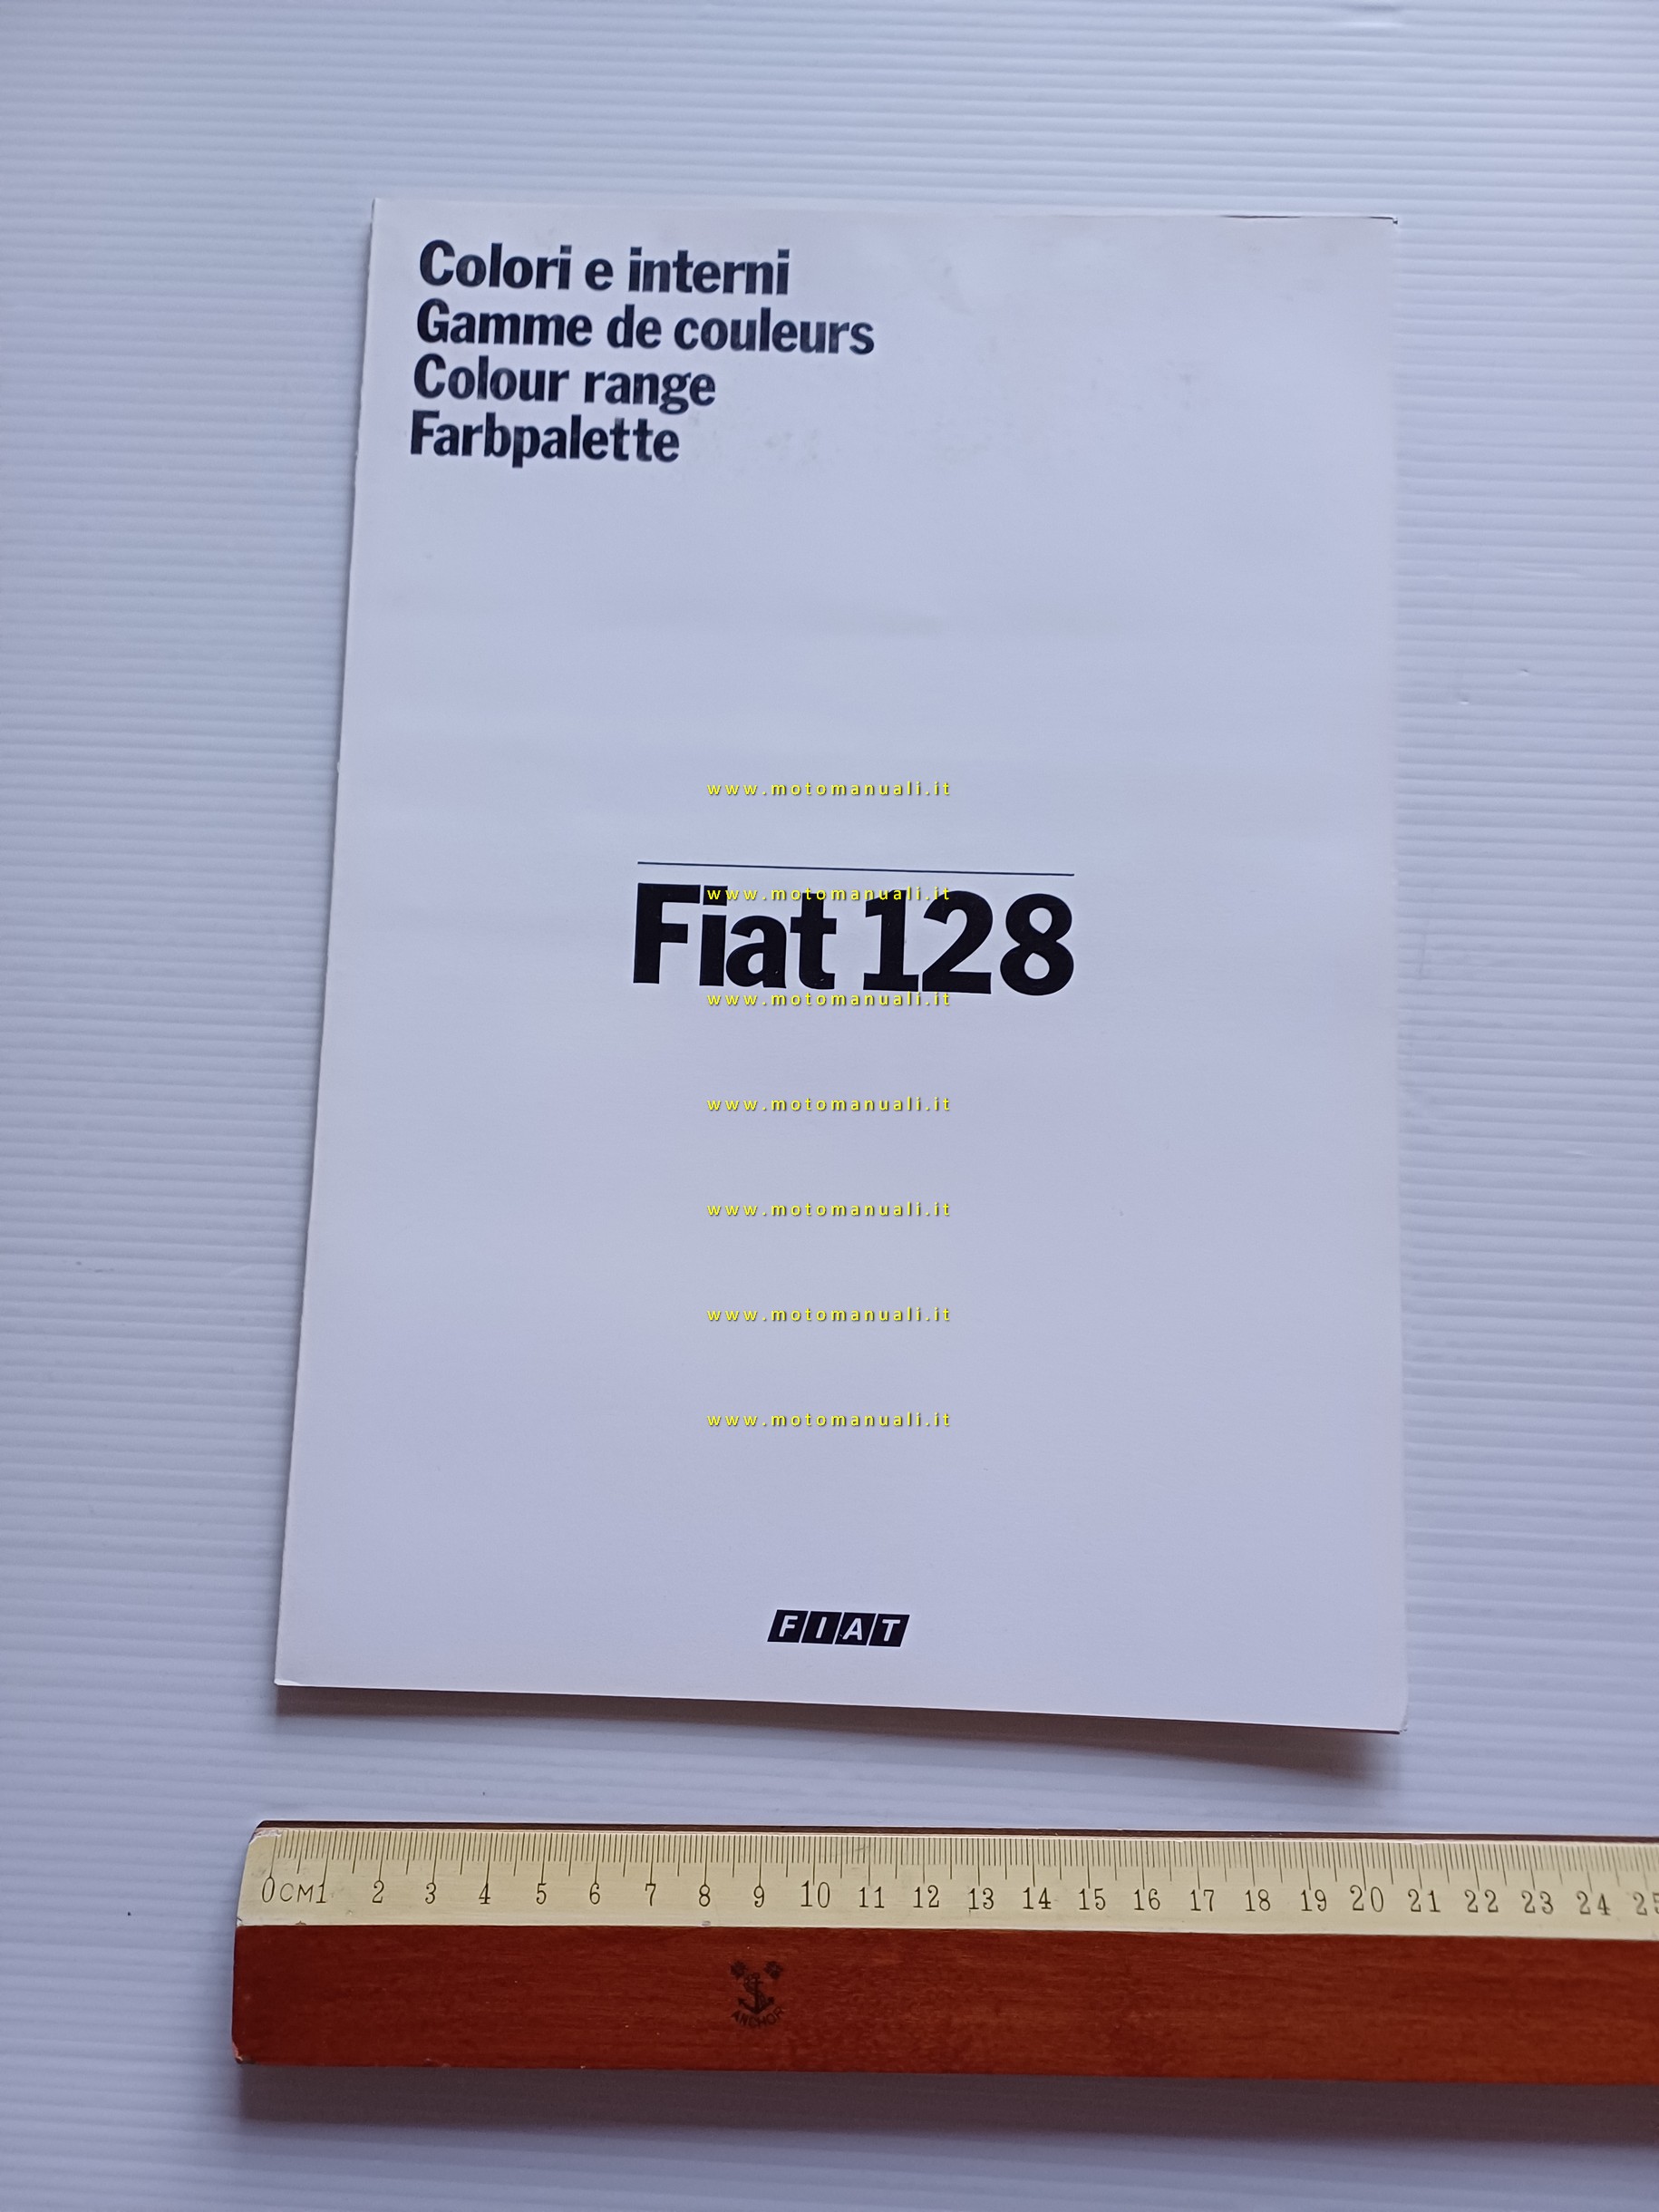 Colori e interni
Gamme de couleurs
Colour range
Farbpalette
www.motomanuali.it
Fiat 128
www.motomanuali.it
www.motomanuali.it
www.motomanuali.it
www.motomanuali.it
www.motomanuali.it
www.motomanuali.it
FIAT
0CM1 2 3 4 5 6 7 8 9 10 11 12 13 14 15 16 17 18 19 20 21 22 23 24 25
ANCHOR